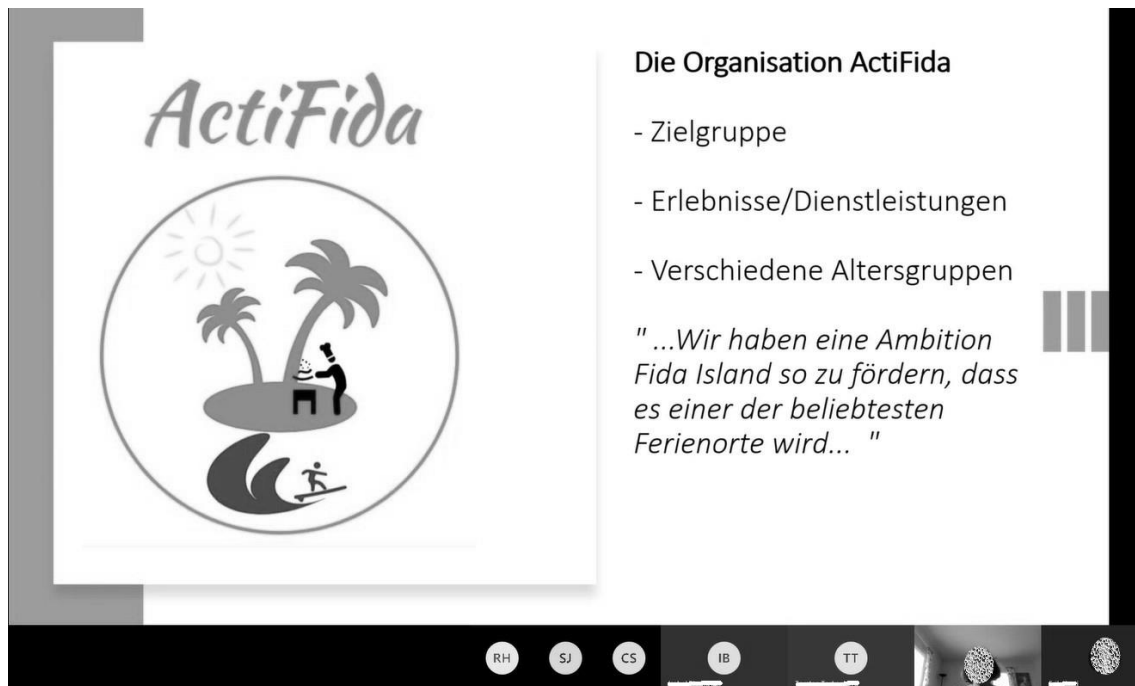 ActiFida
Die Organisation ActiFida
- Zielgruppe
- Erlebnisse/Dienstleistungen
- Verschiedene Altersgruppen
" ...Wir haben eine Ambition
Fida Island so zu fördern, dass
es einer der beliebtesten
Ferienorte wird... "
RH SJ CS IB TT